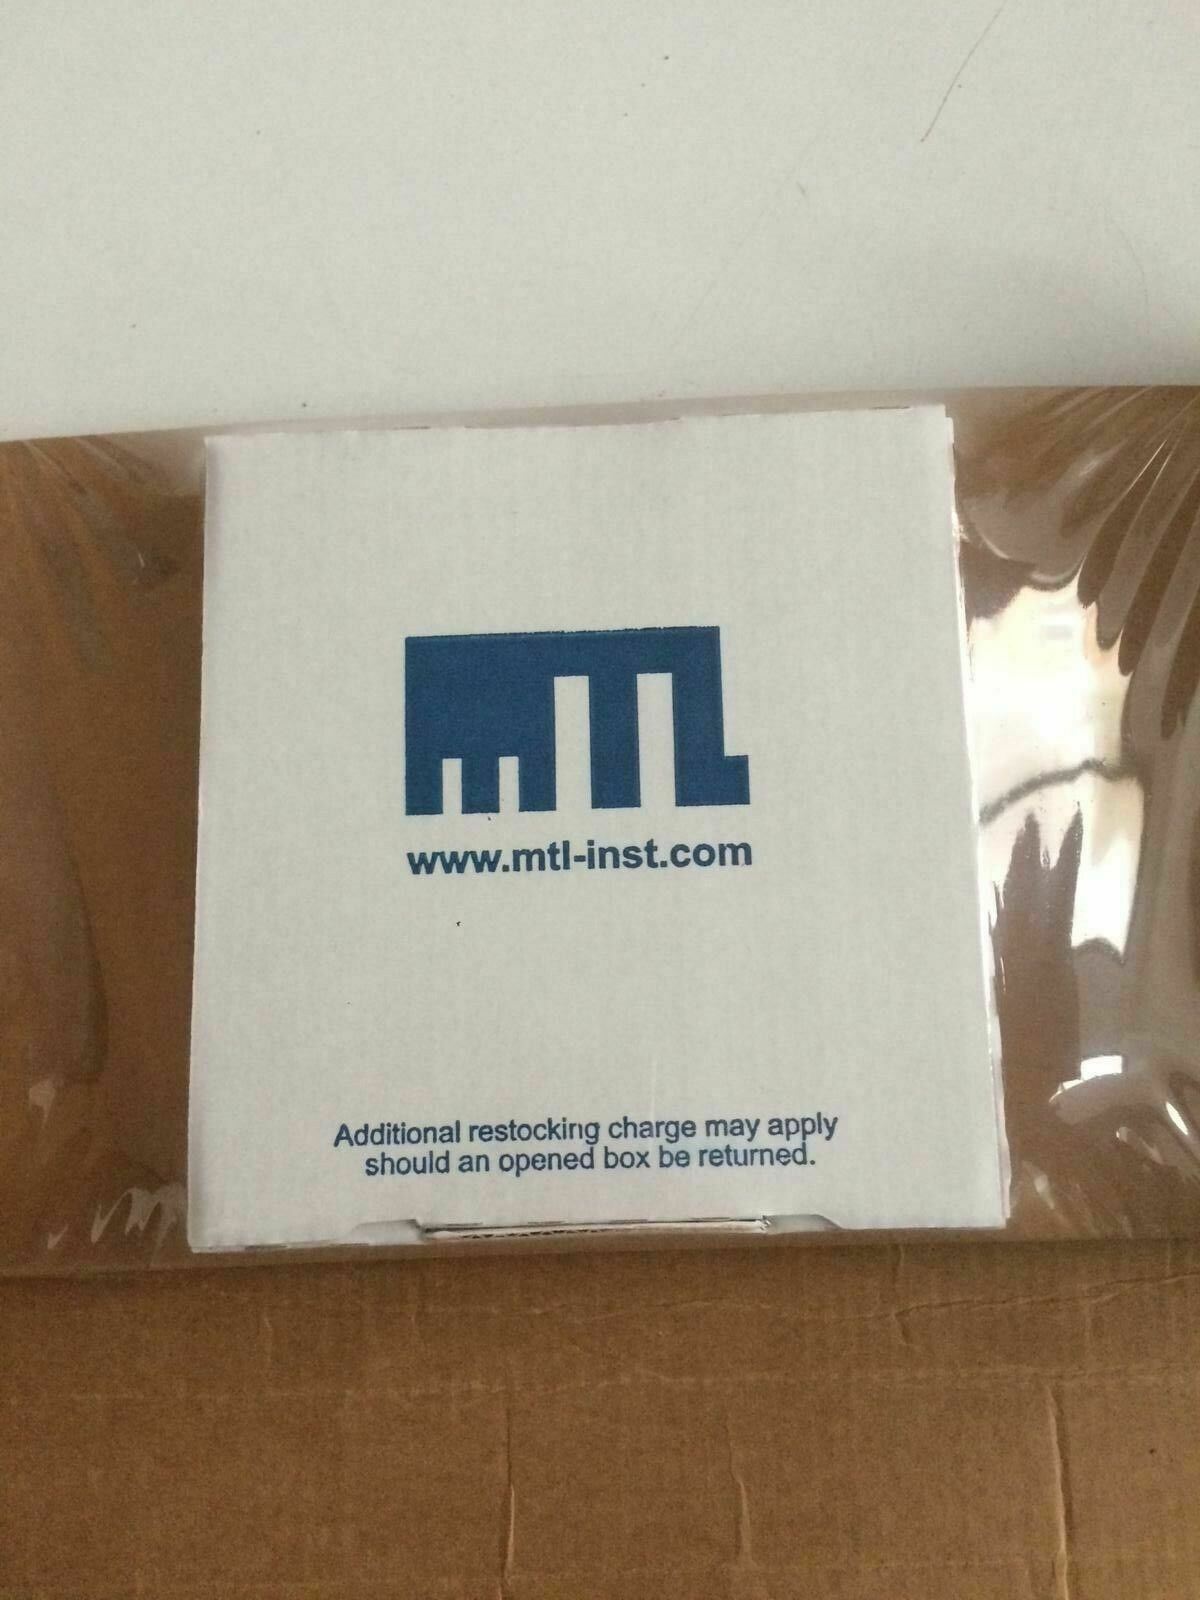 mTL
www.mtl-inst.com
Additional restocking charge may apply
should an opened box be returned.